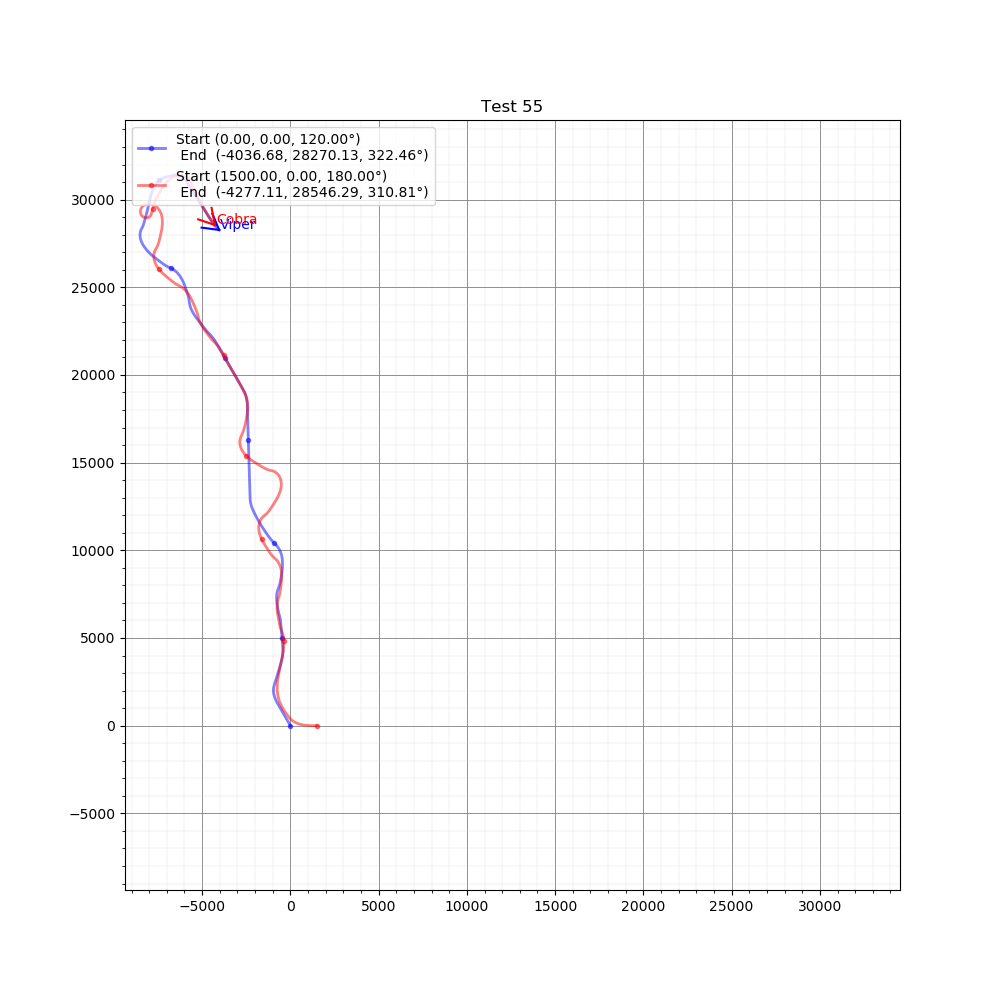 Test 55
Start (0.00, 0.00, 120.00°)
End (-4036.68, 28270.13, 322.46°)
Start (1500.00, 0.00, 180.00°)
End (-4277.11, 28546.29, 310.81°)
Cobra
Viper
30000
25000
20000
15000
10000
5000
0
−5000
−5000 0 5000 10000 15000 20000 25000 30000